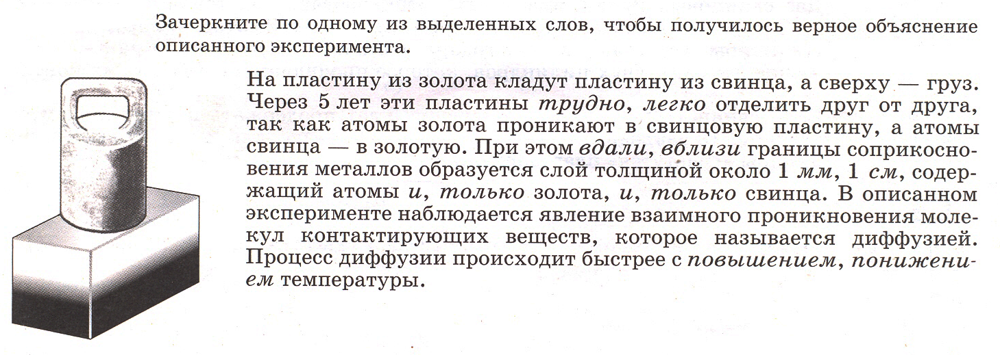 Зачеркните по одному из выделенных слов, чтобы получилось верное объяснение
описанного эксперимента.
На пластину из золота кладут пластину из свинца, а сверху — груз.
Через 5 лет эти пластины трудно, легко отделить друг от друга,
так как атомы золота проникают в свинцовую пластину, а атомы
свинца — в золотую. При этом вдали, вблизи границы соприкосно-
вения металлов образуется слой толщиной около 1 мм, 1 см, содер-
жащий атомы и, только золота, и, только свинца. В описанном
эксперименте наблюдается явление взаимного проникновения моле-
кул контактирующих веществ, которое называется диффузией.
Процесс диффузии происходит быстрее с повышением, понижени-
ем температуры.